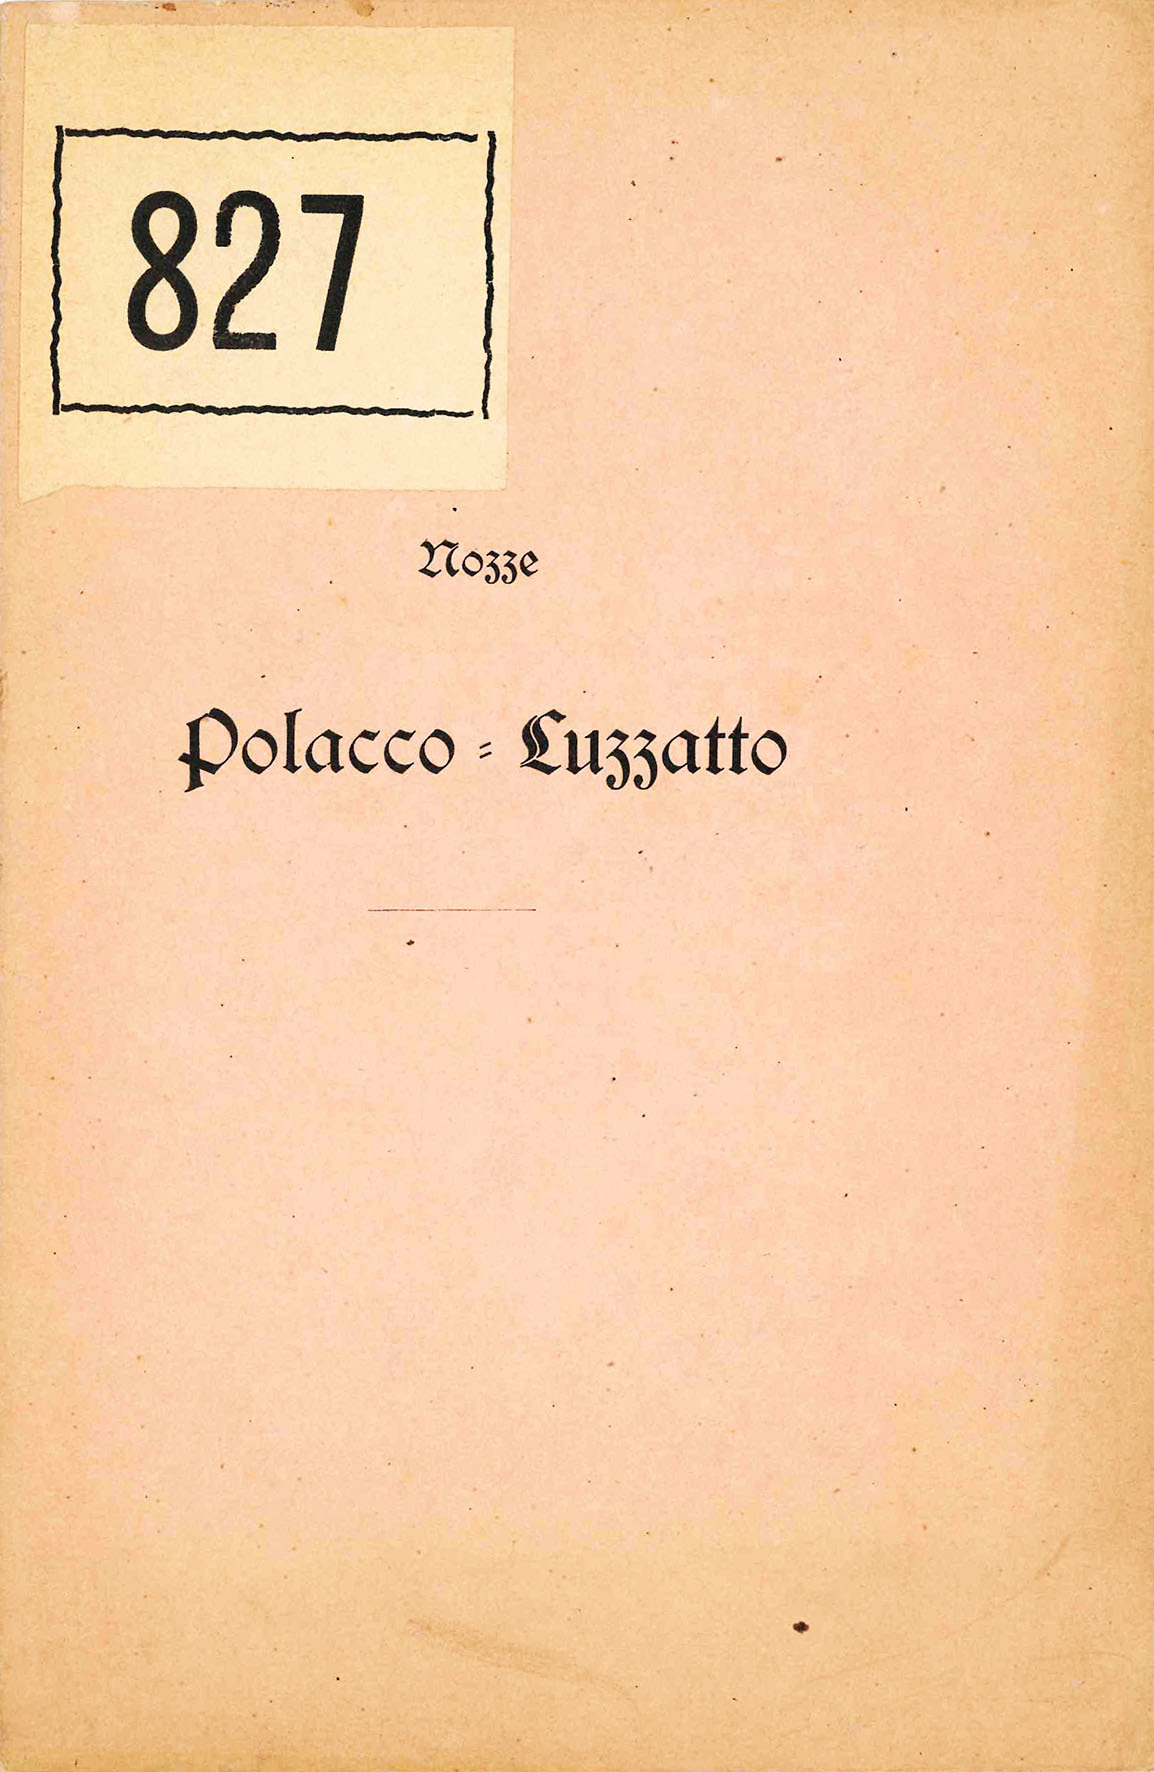 827
Nozze
Polacco = Luzzatto